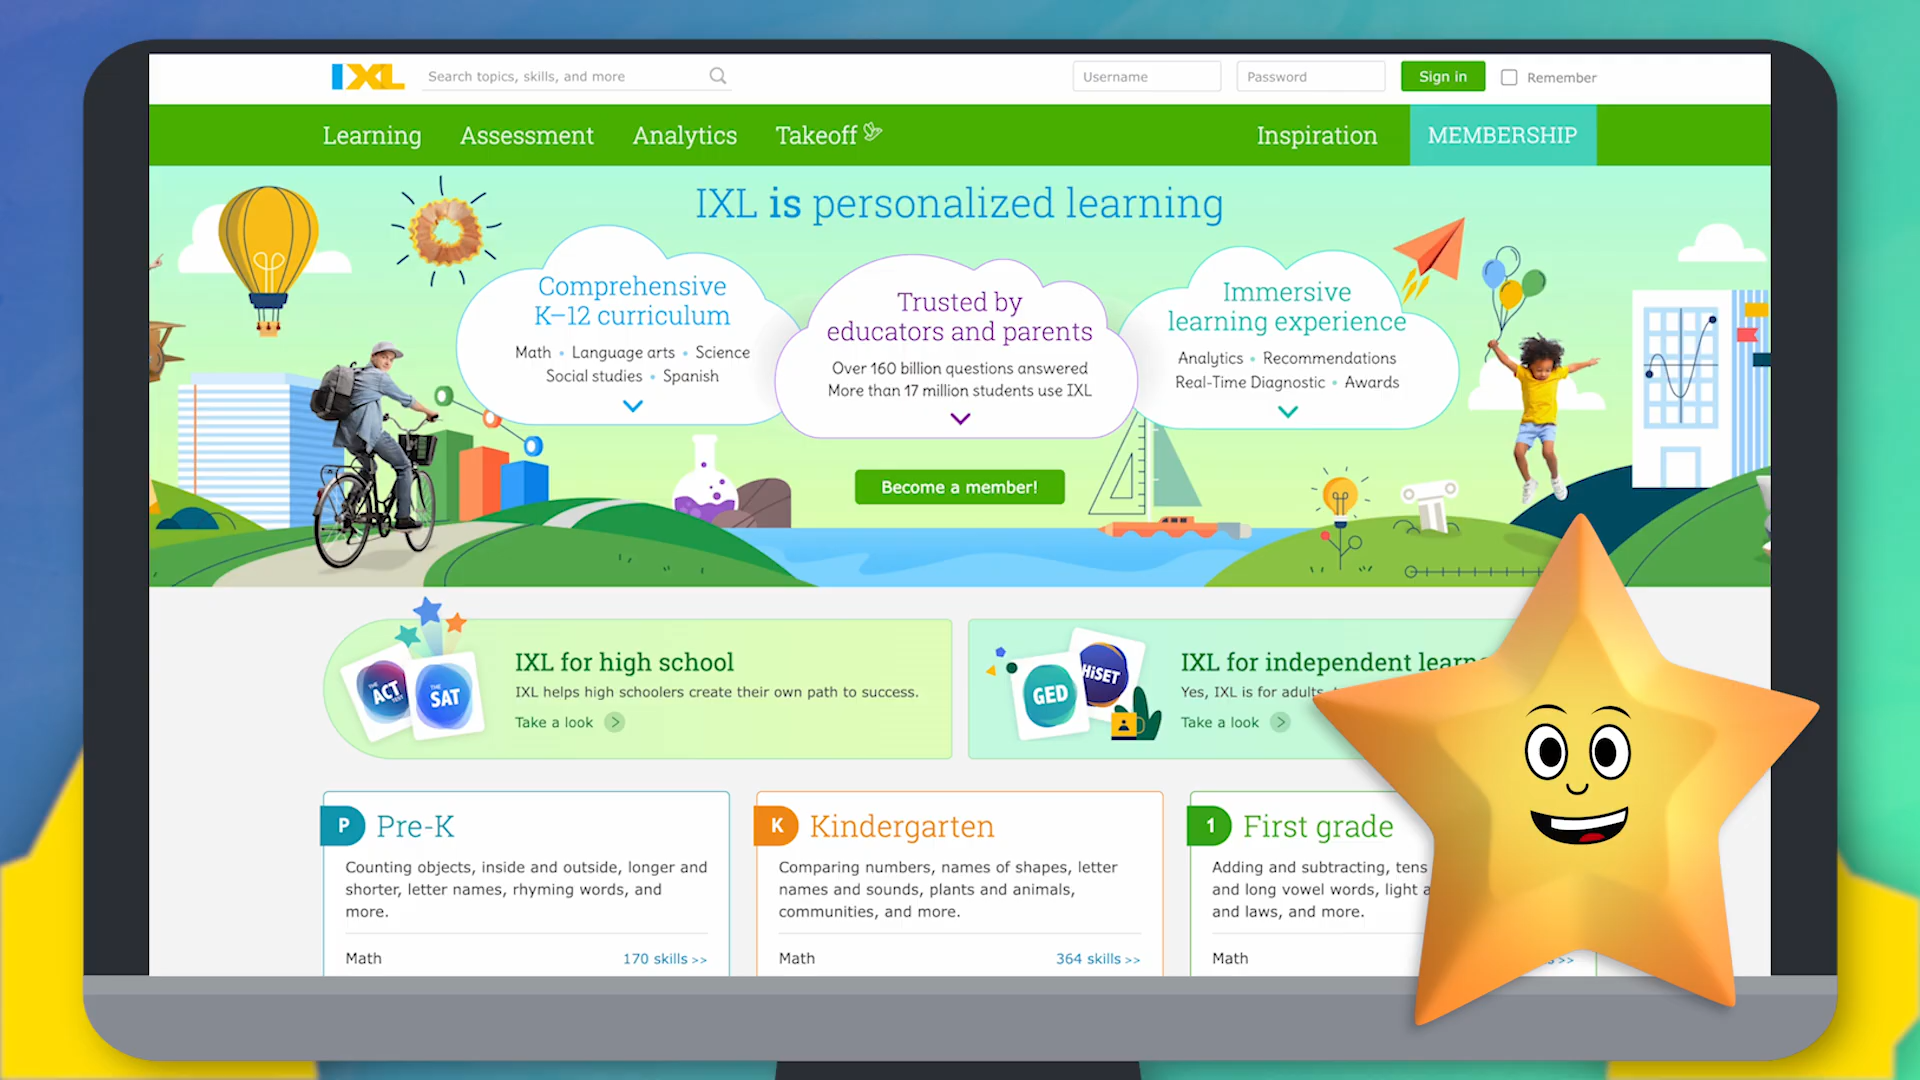 IXL
Search topics, skills, and more
Username
Password
Sign in
Remember
Learning
Assessment
Analytics
Takeoff
Inspiration
MEMBERSHIP
IXL is personalized learning
Comprehensive
K–12 curriculum
Math • Language arts • Science
Social studies • Spanish
Trusted by
educators and parents
Over 160 billion questions answered
More than 17 million students use IXL
Immersive
learning experience
Analytics • Recommendations
Real-Time Diagnostic • Awards
Become a member!
THE
ACT
THE
SAT
IXL for high school
IXL helps high schoolers create their own path to success.
Take a look
GED
HiSET
IXL for independent
Yes, IXL is for adults
Take a look
P
Pre-K
Counting objects, inside and outside, longer and
shorter, letter names, rhyming words, and
more.
Math
170 skills >>
K
Kindergarten
Comparing numbers, names of shapes, letter
names and sounds, plants and animals,
communities, and more.
Math
364 skills >>
1
First grade
Adding and subtracting, tens
and long vowel words, light
and laws, and more.
Math
>>